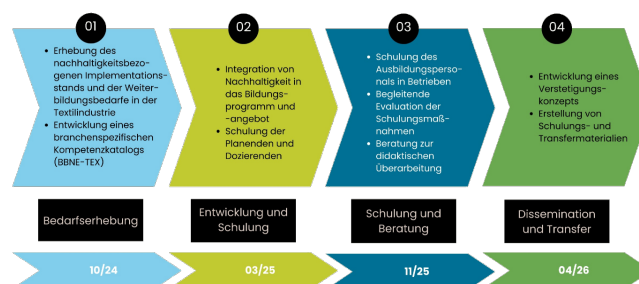 01
• Erhebung des
nachhaltigkeitsbezo-
genen Implementations-
stands und der Weiter-
bildungsbedarfe in der
Textilindustrie
• Entwicklung eines
branchenspezifischen
Kompetenzkatalogs
(BBNE-TEX)
02
• Integration von
Nachhaltigkeit in
das Bildungs-
programm und
-angebot
• Schulung der
Planenden und
Dozierenden
03
• Schulung des
Ausbildungsperso-
nals in Betrieben
• Begleitende
Evaluation der
Schulungsmaß-
nahmen
• Beratung zur
didaktischen
Überarbeitung
04
• Entwicklung eines
Verstetigungs-
konzepts
• Erstellung von
Schulungs- und
Transfermaterialien
Bedarfserhebung
Entwicklung und
Schulung
Schulung und
Beratung
Dissemination
und Transfer
10/24
03/25
11/25
04/26